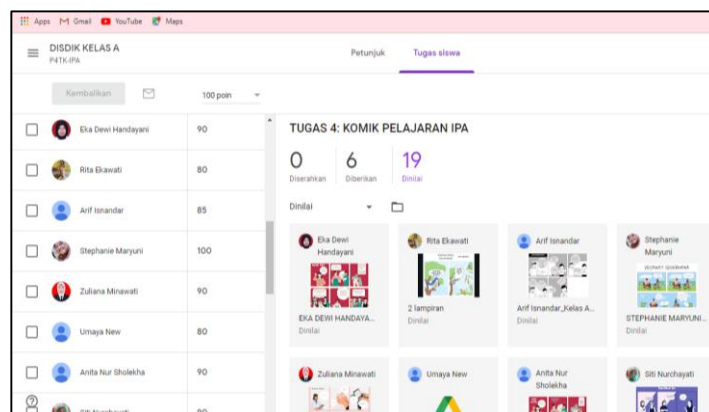 Apps Gmail YouTube Maps
DISDIK KELAS A
P4TK-IPA
Petunjuk Tugas siswa
Kembalikan 100 poin
Eka Dewi Handayani 90
Rita Ekawati 80
Arif Isnandar 85
Stephanie Maryuni 100
Zuliana Minawati 90
Umaya New 80
Anita Nur Sholekha 90
Siti Nurchayati
TUGAS 4: KOMIK PELAJARAN IPA
0 6 19
Diserahkan Diberikan Dinilai
Dinilai
Eka Dewi Handayani
EKA DEWI HANDAYA...
Dinilai
Rita Ekawati
2 lampiran
Dinilai
Arif Isnandar
Arif Isnandar_Kelas A...
Dinilai
Stephanie Maryuni
STEPHANIE MARYUNI...
Dinilai
Zuliana Minawati
Umaya New
Anita Nur Sholekha
Siti Nurchayati